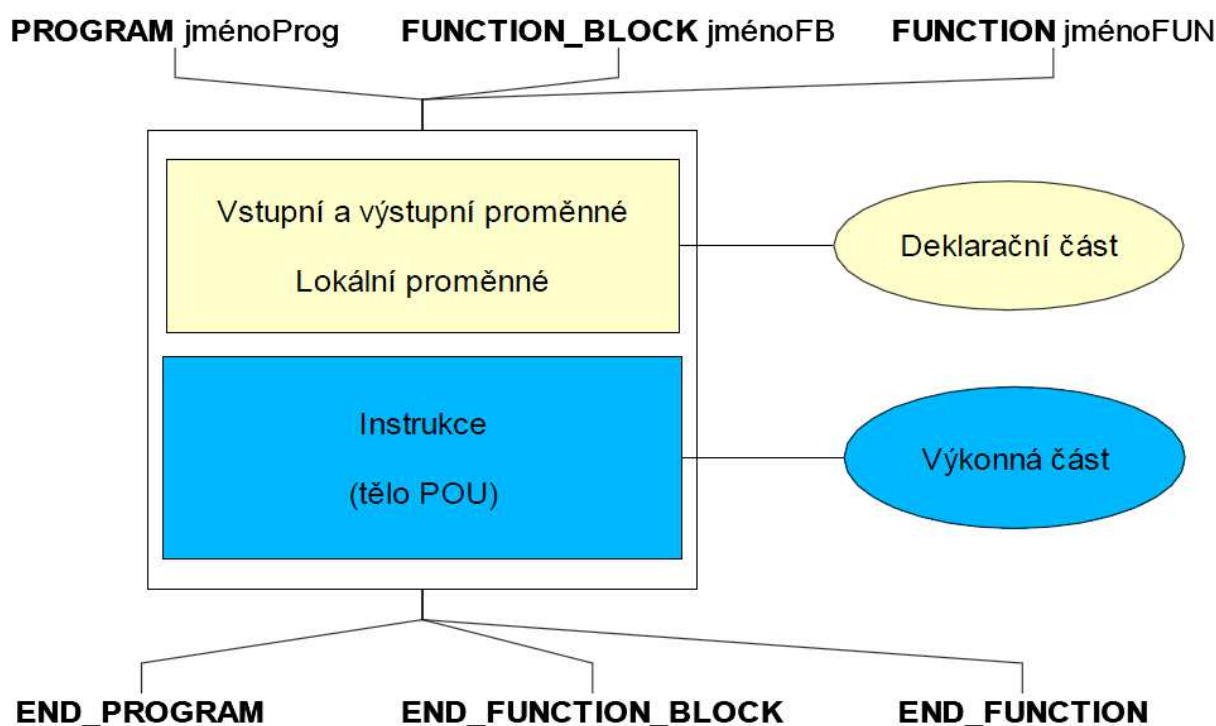 PROGRAM jménoProg
FUNCTION_BLOCK jménoFB
FUNCTION jménoFUN
Vstupní a výstupní proměnné
Lokální proměnné
Deklarační část
Instrukce
(tělo POU)
Výkonná část
END_PROGRAM
END_FUNCTION_BLOCK
END_FUNCTION